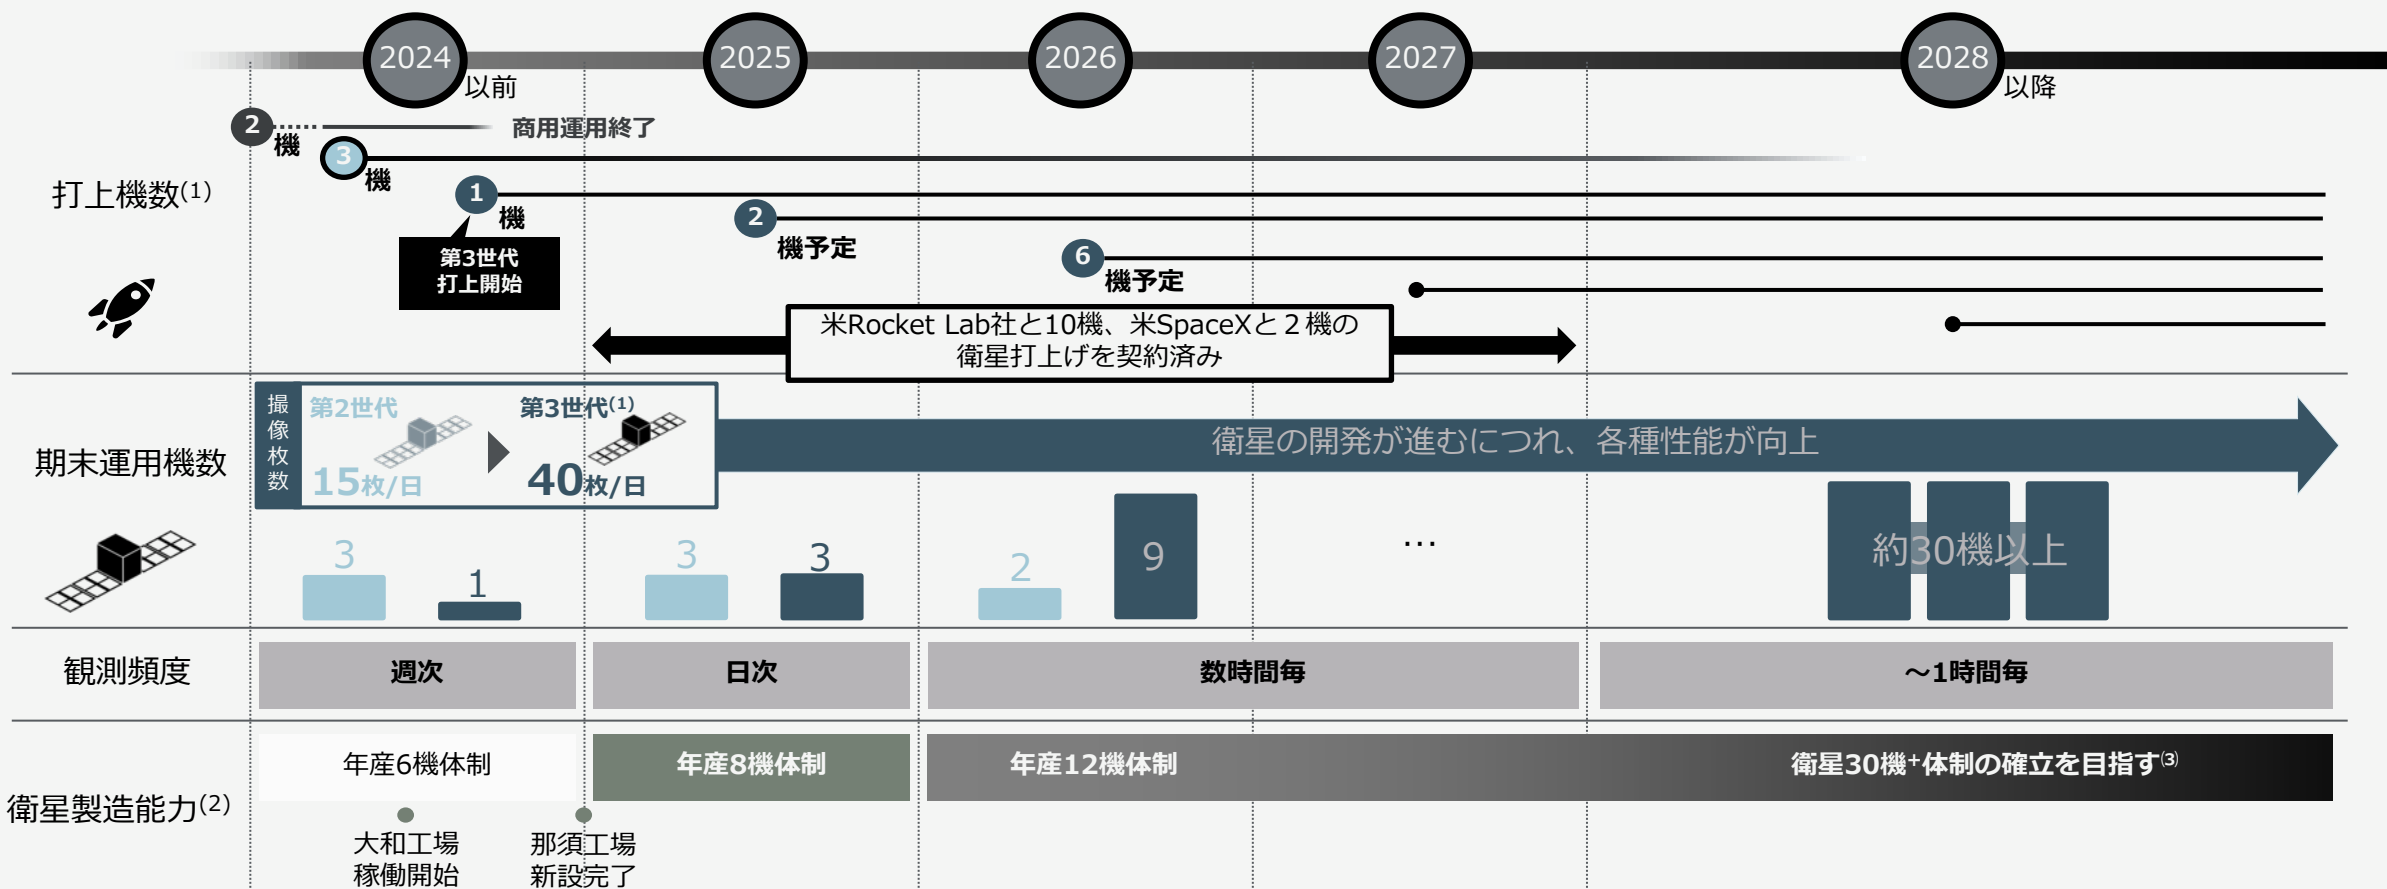 2024
以前
2025
2026
2027
2028
以降
打上機数(1)
2
機
商用運用終了
3
機
1
機
第3世代
打上開始
2
機予定
6
機予定
米Rocket Lab社と10機、米SpaceXと２機の
衛星打上げを契約済み
期末運用機数
撮像枚数
第2世代
15枚/日
第3世代(1)
40枚/日
衛星の開発が進むにつれ、各種性能が向上
3
1
3
3
2
9
…
約30機以上
観測頻度
週次
日次
数時間毎
～1時間毎
衛星製造能力(2)
年産6機体制
年産8機体制
年産12機体制
衛星30機+体制の確立を目指す(3)
大和工場
稼働開始
那須工場
新設完了